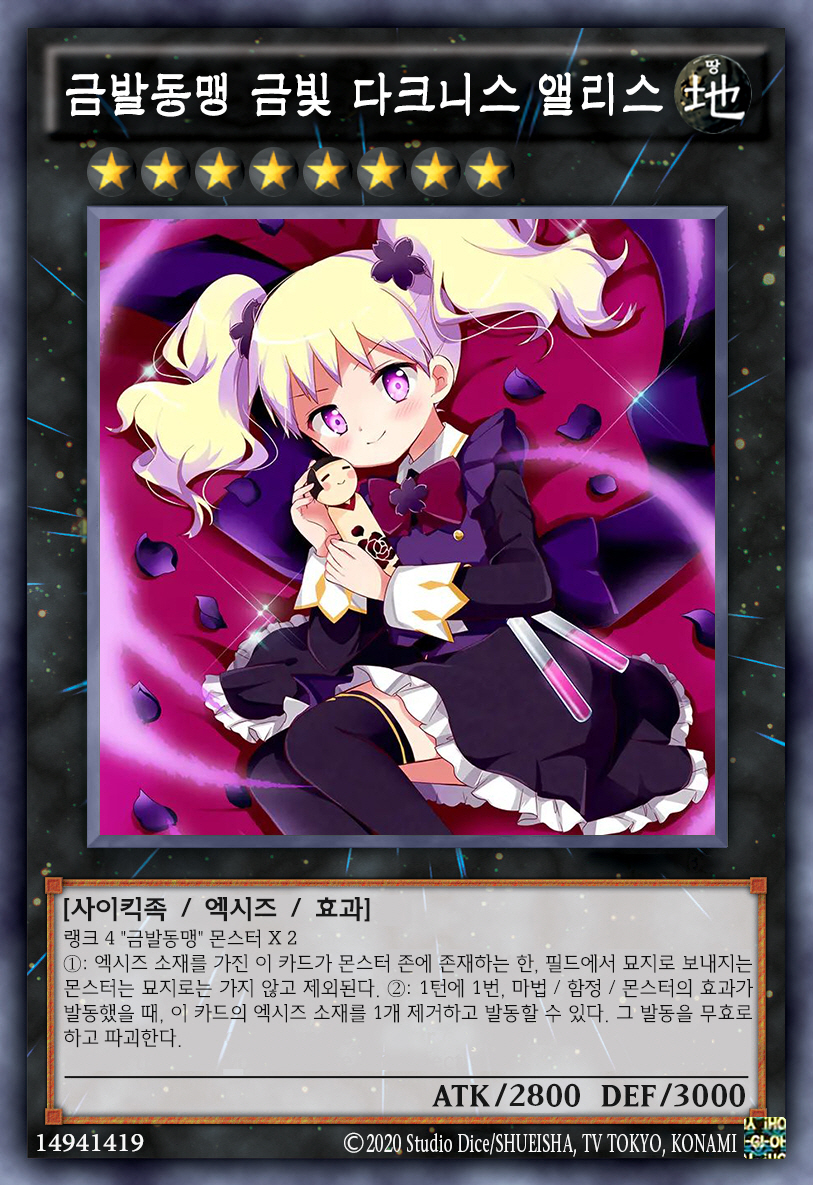 금발동맹 금빛 다크니스 앨리스
땅
地
[사이킥족 / 엑시즈 / 효과]
랭크 4 "금발동맹" 몬스터 X 2
①: 엑시즈 소재를 가진 이 카드가 몬스터 존에 존재하는 한, 필드에서 묘지로 보내지는
몬스터는 묘지로는 가지 않고 제외된다. ②: 1턴에 1번, 마법 / 함정 / 몬스터의 효과가
발동했을 때, 이 카드의 엑시즈 소재를 1개 제거하고 발동할 수 있다. 그 발동을 무효로
하고 파괴한다.
ATK/2800 DEF/3000
14941419
©2020 Studio Dice/SHUEISHA, TV TOKYO, KONAMI